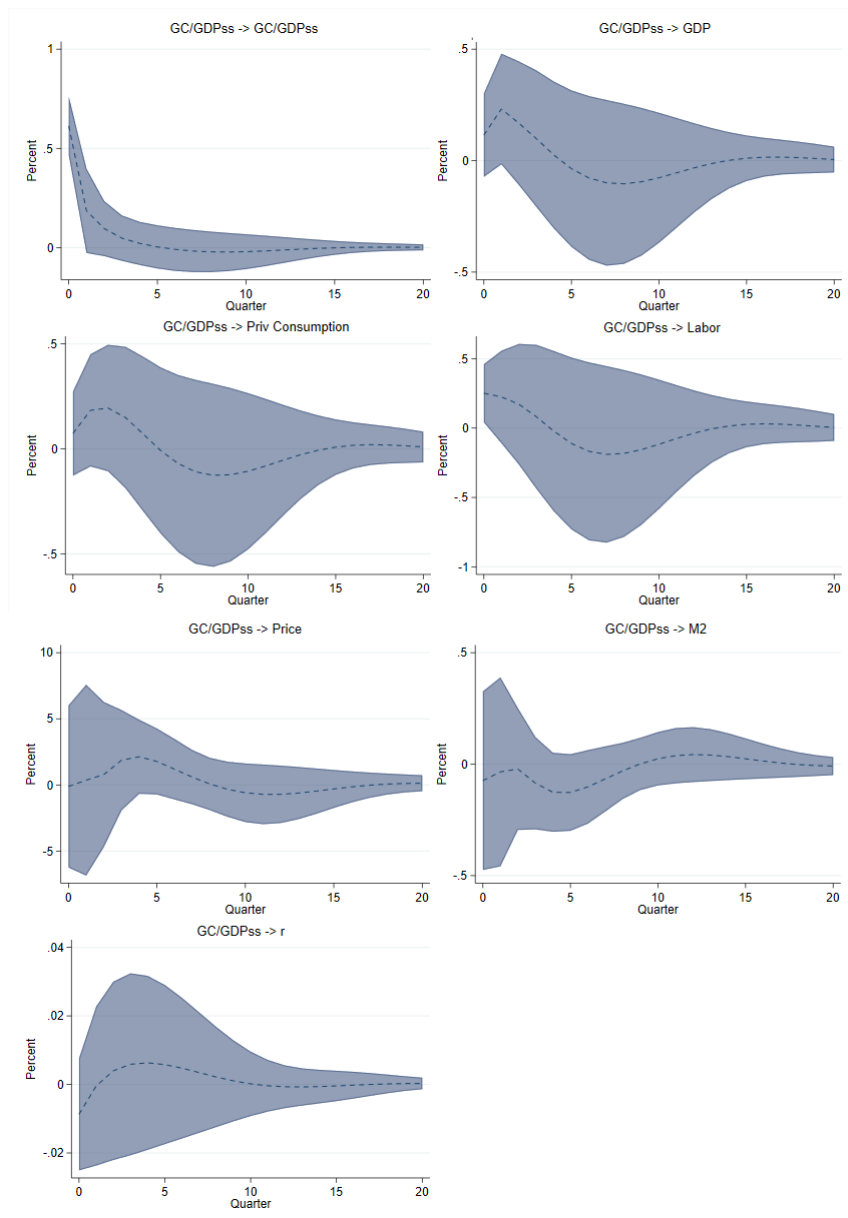 GC/GDPss -> GC/GDPss
1
.5
0
Percent
0 5 10 15 20
Quarter
GC/GDPss -> GDP
.5
0
-.5
Percent
0 5 10 15 20
Quarter
GC/GDPss -> Priv Consumption
.5
0
-.5
Percent
0 5 10 15 20
Quarter
GC/GDPss -> Labor
.5
0
-.5
-1
Percent
0 5 10 15 20
Quarter
GC/GDPss -> Price
10
5
0
-5
Percent
0 5 10 15 20
Quarter
GC/GDPss -> M2
.5
0
-.5
Percent
0 5 10 15 20
Quarter
GC/GDPss -> r
.04
.02
0
-.02
Percent
0 5 10 15 20
Quarter